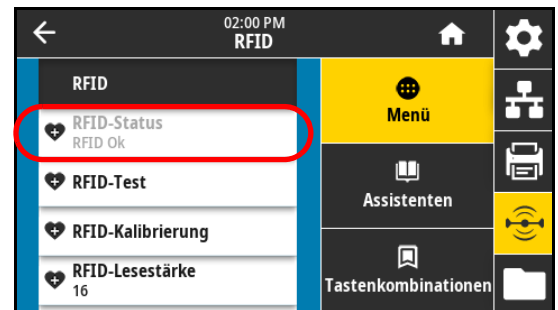 02:00 PM
RFID
RFID
RFID-Status
RFID Ok
RFID-Test
RFID-Kalibrierung
RFID-Lesestärke
16
Menü
Assistenten
Tastenkombinationen